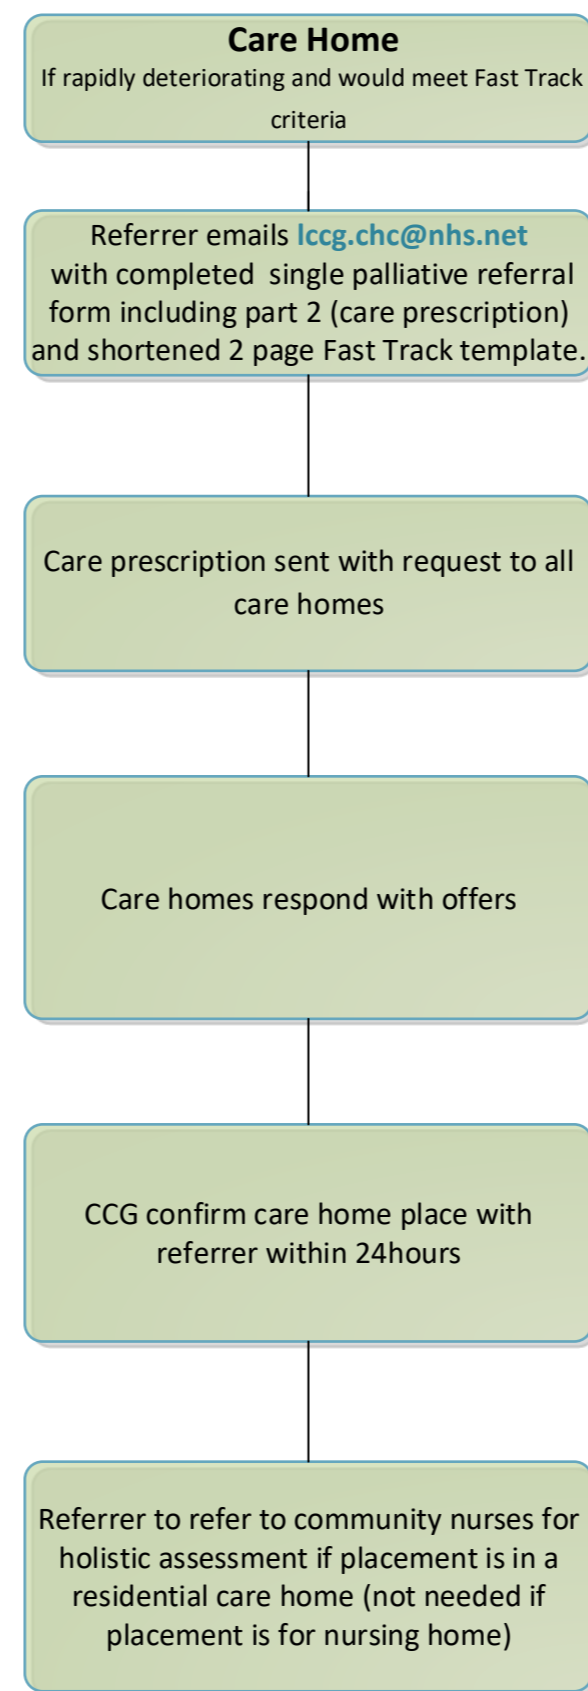 Care Home
If rapidly deteriorating and would meet Fast Track
criteria
Referrer emails lccg.chc@nhs.net
with completed single palliative referral
form including part 2 (care prescription)
and shortened 2 page Fast Track template.
Care prescription sent with request to all
care homes
Care homes respond with offers
CCG confirm care home place with
referrer within 24hours
Referrer to refer to community nurses for
holistic assessment if placement is in a
residential care home (not needed if
placement is for nursing home)